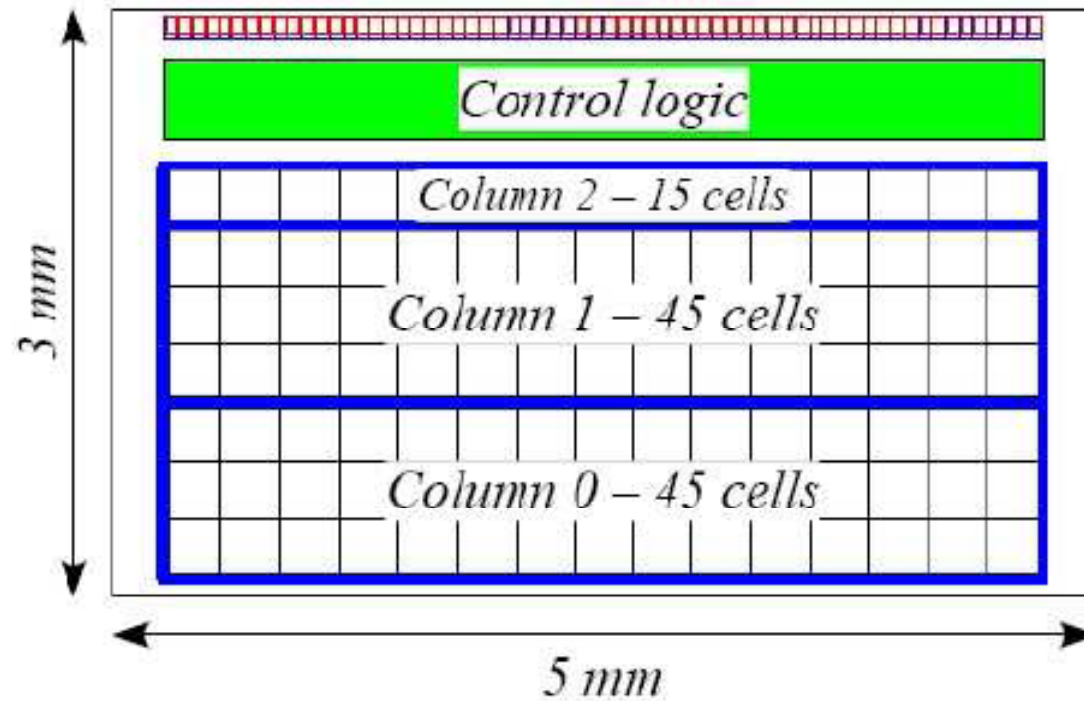 Control logic
Column 2 – 15 cells
Column 1 – 45 cells
Column 0 – 45 cells
3 mm
5 mm